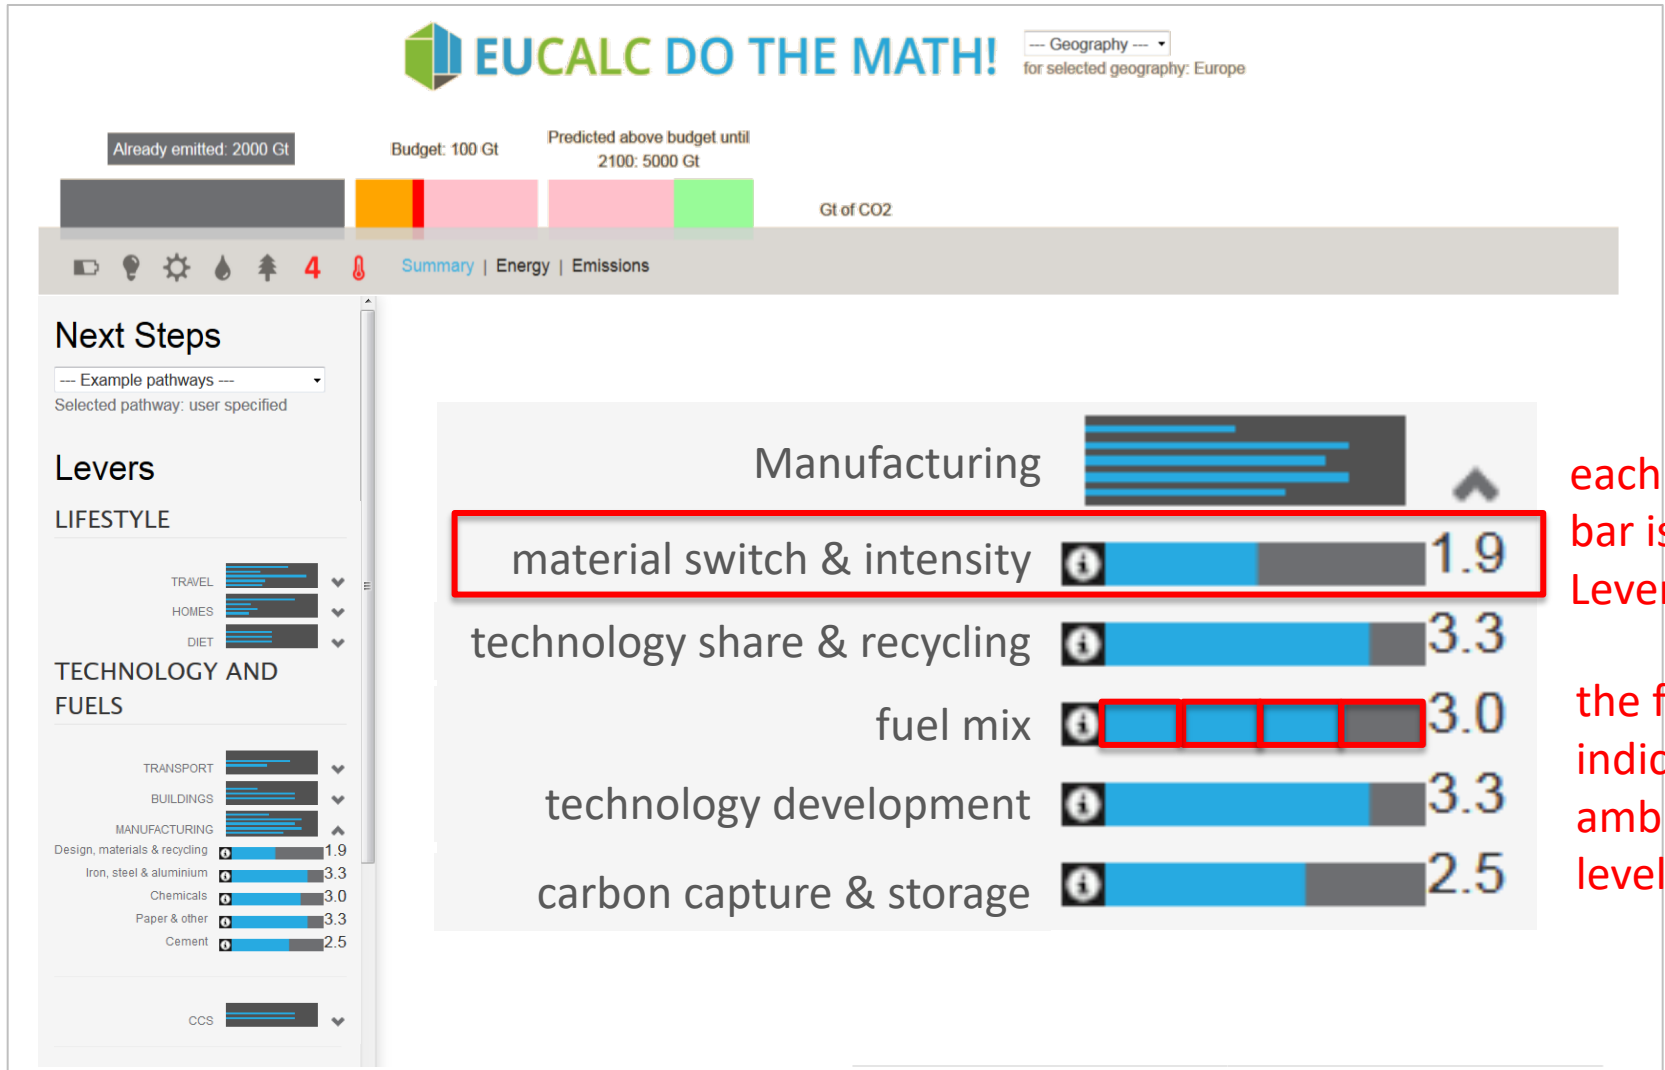 EUCALC DO THE MATH!
--- Geography ---
for selected geography: Europe
Already emitted: 2000 Gt
Budget: 100 Gt
Predicted above budget until
2100: 5000 Gt
Gt of CO2
4
Summary | Energy | Emissions
Next Steps
--- Example pathways ---
Selected pathway: user specified
Levers
LIFESTYLE
TRAVEL
HOMES
DIET
TECHNOLOGY AND
FUELS
TRANSPORT
BUILDINGS
MANUFACTURING
Design, materials & recycling 1.9
Iron, steel & aluminium 3.3
Chemicals 3.0
Paper & other 3.3
Cement 2.5
CCS
Manufacturing
material switch & intensity 1.9
technology share & recycling 3.3
fuel mix 3.0
technology development 3.3
carbon capture & storage 2.5
each
bar
the
level